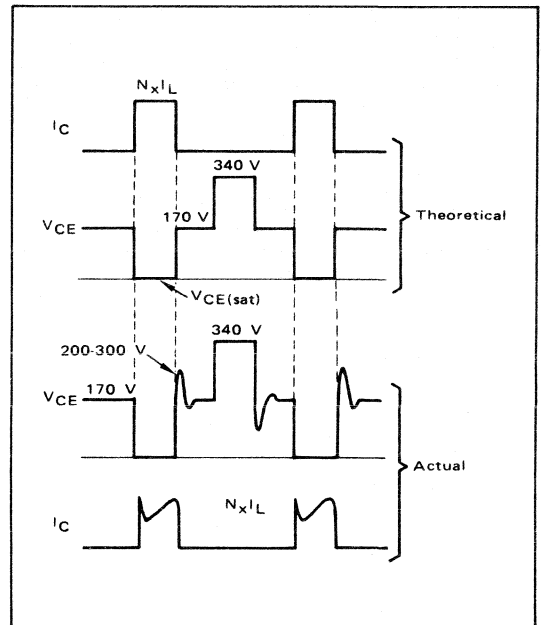 NxIL
IC
340 V
170 V
VCE
Theoretical
VCE(sat)
340 V
200-300 V
170 V
VCE
Actual
NxIL
IC